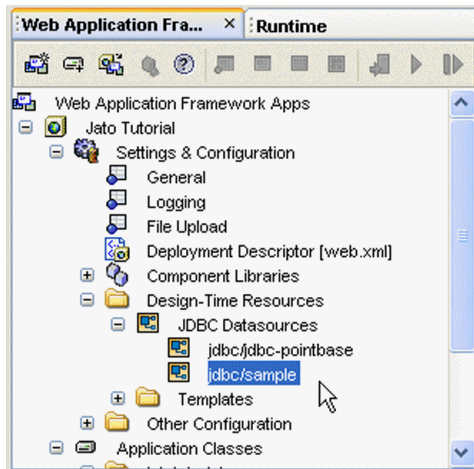 Web Application Fra... × Runtime
Web Application Framework Apps
Jato Tutorial
Settings & Configuration
General
Logging
File Upload
Deployment Descriptor [web.xml]
Component Libraries
Design-Time Resources
JDBC Datasources
jdbc/jdbc-pointbase
jdbc/sample
Templates
Other Configuration
Application Classes